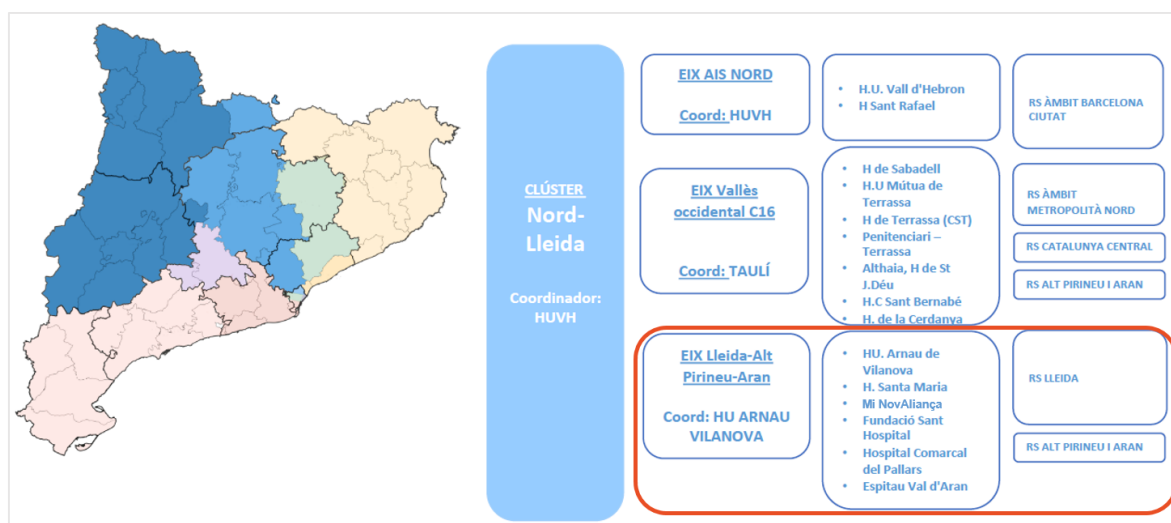 CLÚSTER
Nord-
Lleida
Coordinador:
HUVH
EIX AIS NORD
Coord: HUVH
• H.U. Vall d'Hebron
• H Sant Rafael
RS ÀMBIT BARCELONA
CIUTAT
EIX Vallès
occidental C16
Coord: TAULÍ
• H de Sabadell
• H.U Mútua de
Terrassa
• H de Terrassa (CST)
• Penitenciari –
Terrassa
• Althaia, H de St
J.Déu
• H.C Sant Bernabé
• H. de la Cerdanya
RS ÀMBIT
METROPOLITÀ NORD
RS CATALUNYA CENTRAL
RS ALT PIRINEU I ARAN
EIX Lleida-Alt
Pirineu-Aran
Coord: HU ARNAU
VILANOVA
• HU. Arnau de
Vilanova
• H. Santa Maria
• Mi NovAliança
• Fundació Sant
Hospital
• Hospital Comarcal
del Pallars
• Espitau Val d'Aran
RS LLEIDA
RS ALT PIRINEU I ARAN